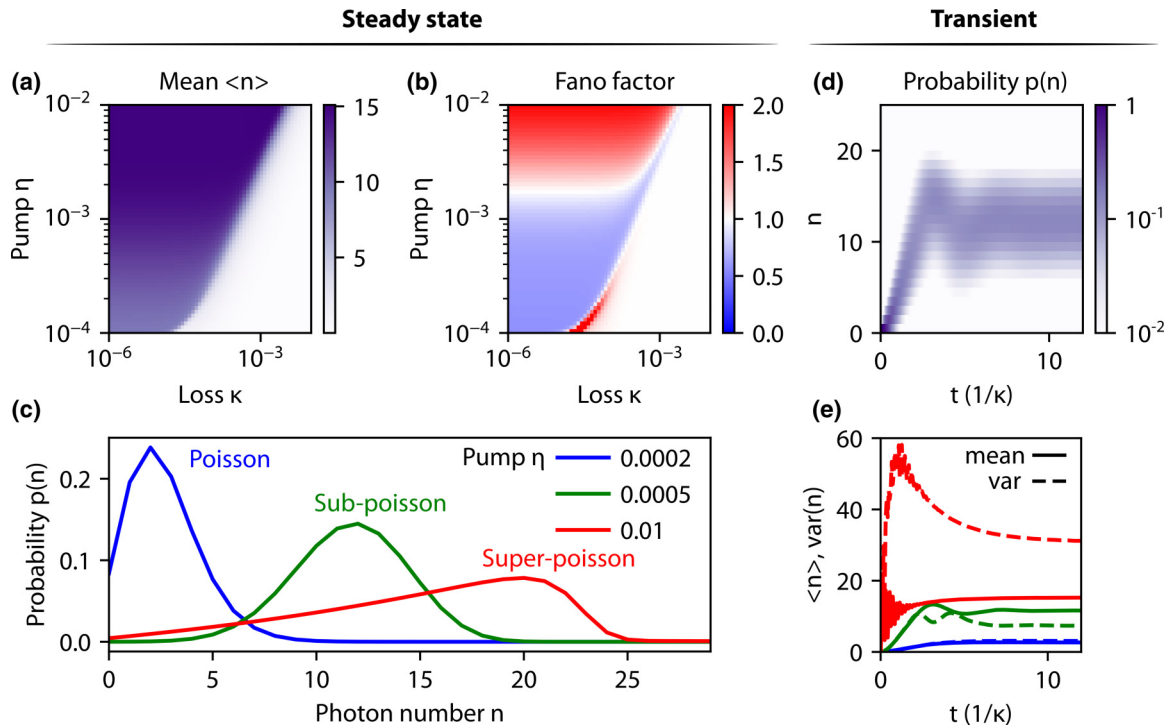 Steady state
Transient
(a) Mean <n>
10⁻²
10⁻³
10⁻⁴
Pump η
10⁻⁶ 10⁻³
Loss κ
15
10
5
(b) Fano factor
10⁻²
10⁻³
10⁻⁴
Pump η
10⁻⁶ 10⁻³
Loss κ
2.0
1.5
1.0
0.5
0.0
(d) Probability p(n)
20
10
0
n
0 10
t (1/κ)
1
10⁻¹
10⁻²
(c)
Probability p(n)
0.2
0.1
0.0
Poisson
Sub-poisson
Super-poisson
Pump η 0.0002
0.0005
0.01
0 5 10 15 20 25
Photon number n
(e)
<n>, var(n)
60
40
20
0
mean
var
0 10
t (1/κ)